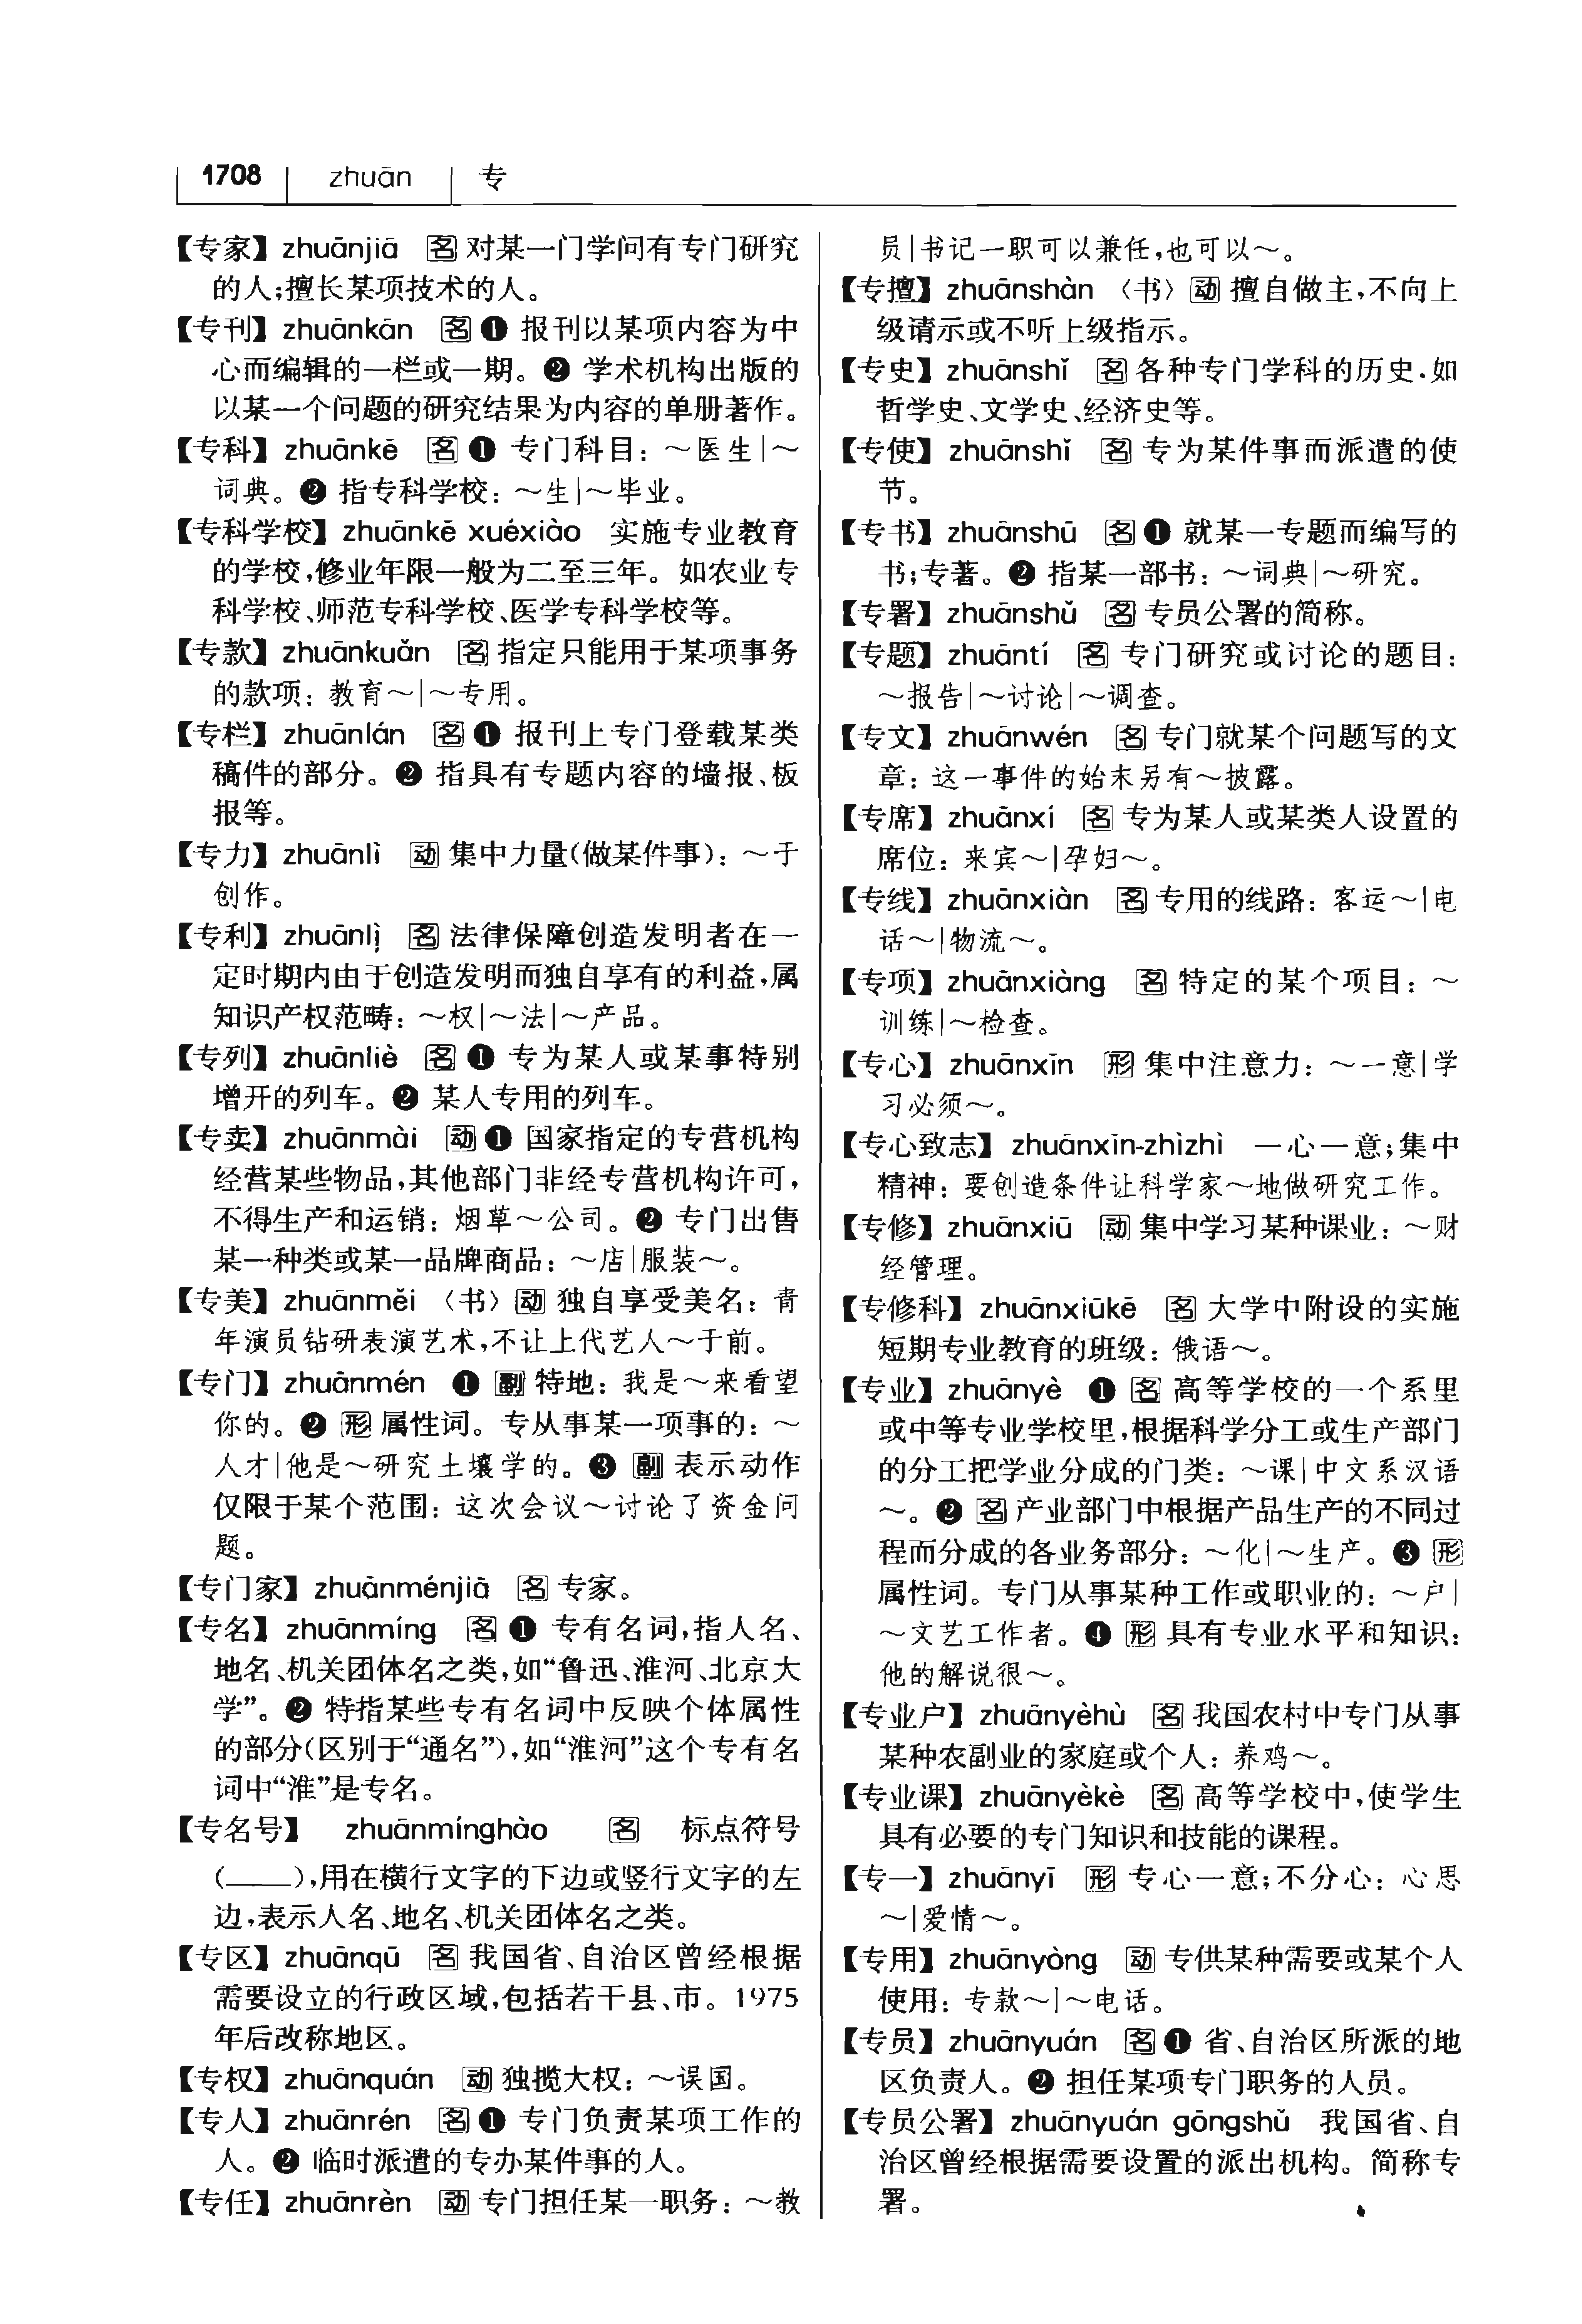 1708 zhuān 专
【专家】 zhuānjiā 名 对某一门学问有专门研究
的人;擅长某项技术的人。
【专刊】 zhuānkān 名 ❶ 报刊以某项内容为中
心而编辑的一栏或一期。❷ 学术机构出版的
以某一个问题的研究结果为内容的单册著作。
【专科】 zhuānkē 名 ❶ 专门科目：～医生|～
词典。❷ 指专科学校：～生|～毕业。
【专科学校】 zhuānkē xuéxiào 实施专业教育
的学校,修业年限一般为二至三年。如农业专
科学校、师范专科学校、医学专科学校等。
【专款】 zhuānkuǎn 名 指定只能用于某项事务
的款项：教育～|～专用。
【专栏】 zhuānlán 名 ❶ 报刊上专门登载某类
稿件的部分。❷ 指具有专题内容的墙报、板
报等。
【专力】 zhuānlì 动 集中力量(做某件事)：～于
创作。
【专利】 zhuānlì 名 法律保障创造发明者在一
定时期内由于创造发明而独自享有的利益,属
知识产权范畴：～权|～法|～产品。
【专列】 zhuānliè 名 ❶ 专为某人或某事特别
增开的列车。❷ 某人专用的列车。
【专卖】 zhuānmài 动 ❶ 国家指定的专营机构
经营某些物品,其他部门非经专营机构许可,
不得生产和运销：烟草～公司。❷ 专门出售
某一种类或某一品牌商品：～店|服装～。
【专美】 zhuānměi 〈书〉 动 独自享受美名：青
年演员钻研表演艺术,不让上代艺人～于前。
【专门】 zhuānmén ❶ 副 特地：我是～来看望
你的。❷ 形 属性词。专从事某一项事的：～
人才|他是～研究土壤学的。❸ 副 表示动作
仅限于某个范围：这次会议～讨论了资金问
题。
【专门家】 zhuānménjiā 名 专家。
【专名】 zhuānmíng 名 ❶ 专有名词,指人名、
地名、机关团体名之类,如“鲁迅、淮河、北京大
学”。❷ 特指某些专有名词中反映个体属性
的部分(区别于“通名”),如“淮河”这个专有名
词中“淮”是专名。
【专名号】 zhuānmínghào 名 标点符号
(____),用在横行文字的下边或竖行文字的左
边,表示人名、地名、机关团体名之类。
【专区】 zhuānqū 名 我国省、自治区曾经根据
需要设立的行政区域,包括若干县、市。1975
年后改称地区。
【专权】 zhuānquán 动 独揽大权：～误国。
【专人】 zhuānrén 名 ❶ 专门负责某项工作的
人。❷ 临时派遣的专办某件事的人。
【专任】 zhuānrèn 动 专门担任某一职务：～教
员|书记一职可以兼任,也可以～。
【专擅】 zhuānshàn 〈书〉 动 擅自做主,不向上
级请示或不听上级指示。
【专史】 zhuānshǐ 名 各种专门学科的历史,如
哲学史、文学史、经济史等。
【专使】 zhuānshǐ 名 专为某件事而派遣的使
节。
【专书】 zhuānshū 名 ❶ 就某一专题而编写的
书;专著。❷ 指某一部书：～词典|～研究。
【专署】 zhuānshǔ 名 专员公署的简称。
【专题】 zhuāntí 名 专门研究或讨论的题目：
～报告|～讨论|～调查。
【专文】 zhuānwén 名 专门就某个问题写的文
章：这一事件的始末另有～披露。
【专席】 zhuānxí 名 专为某人或某类人设置的
席位：来宾～|孕妇～。
【专线】 zhuānxiàn 名 专用的线路：客运～|电
话～|物流～。
【专项】 zhuānxiàng 名 特定的某个项目：～
训练|～检查。
【专心】 zhuānxīn 形 集中注意力：～一意|学
习必须～。
【专心致志】 zhuānxīn-zhìzhì 一心一意;集中
精神：要创造条件让科学家～地做研究工作。
【专修】 zhuānxiū 动 集中学习某种课业：～财
经管理。
【专修科】 zhuānxiūkē 名 大学中附设的实施
短期专业教育的班级：俄语～。
【专业】 zhuānyè ❶ 名 高等学校的一个系里
或中等专业学校里,根据科学分工或生产部门
的分工把学业分成的门类：～课|中文系汉语
～。❷ 名 产业部门中根据产品生产的不同过
程而分成的各业务部分：～化|～生产。❸ 形
属性词。专门从事某种工作或职业的：～户|
～文艺工作者。❹ 形 具有专业水平和知识：
他的解说很～。
【专业户】 zhuānyèhù 名 我国农村中专门从事
某种农副业的家庭或个人：养鸡～。
【专业课】 zhuānyèkè 名 高等学校中,使学生
具有必要的专门知识和技能的课程。
【专一】 zhuānyī 形 专心一意;不分心：心思
～|爱情～。
【专用】 zhuānyòng 动 专供某种需要或某个人
使用：专款～|～电话。
【专员】 zhuānyuán 名 ❶ 省、自治区所派的地
区负责人。❷ 担任某项专门职务的人员。
【专员公署】 zhuānyuán gōngshǔ 我国省、自
治区曾经根据需要设置的派出机构。简称专
署。